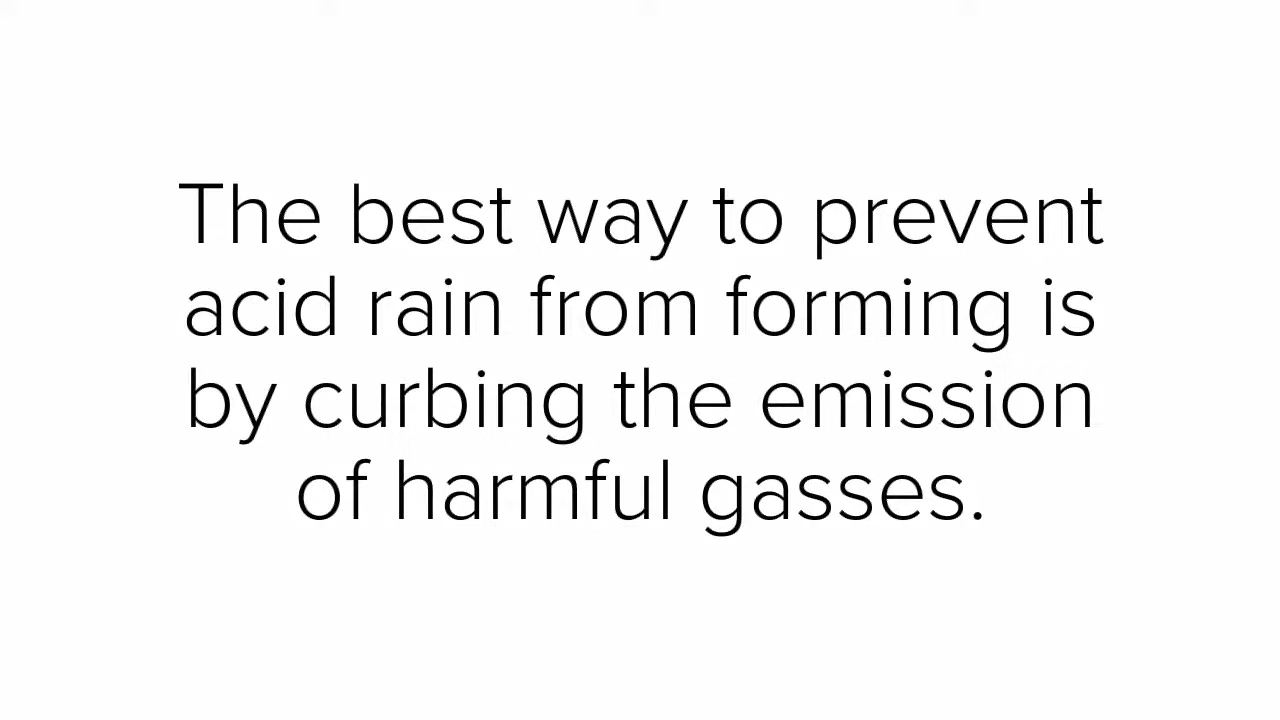 The best way to prevent
acid rain from forming is
by curbing the emission
of harmful gasses.